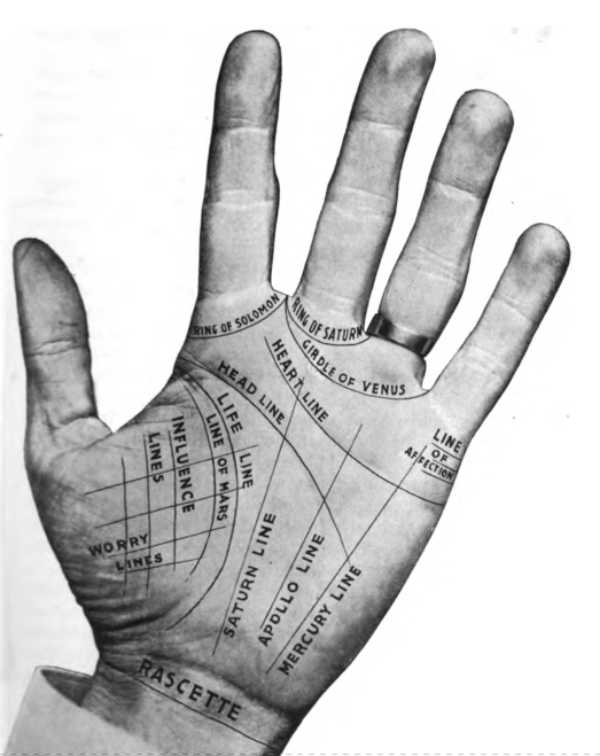 RING OF SOLOMON
RING OF SATURN
GIRDLE OF VENUS
HEART LINE
HEAD LINE
LIFE LINE
LINE OF MARS
INFLUENCE
LINES
WORRY
LINES
LINE
OF
AFFECTION
SATURN LINE
APOLLO LINE
MERCURY LINE
RASCETTE